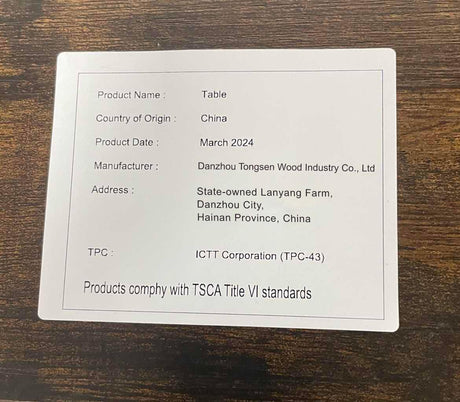 Product Name : Table
Country of Origin : China
Product Date : March 2024
Manufacturer : Danzhou Tongsen Wood Industry Co., Ltd
Address : State-owned Lanyang Farm,
Danzhou City,
Hainan Province, China
TPC : ICTT Corporation (TPC-43)
Products comphy with TSCA Title VI standards